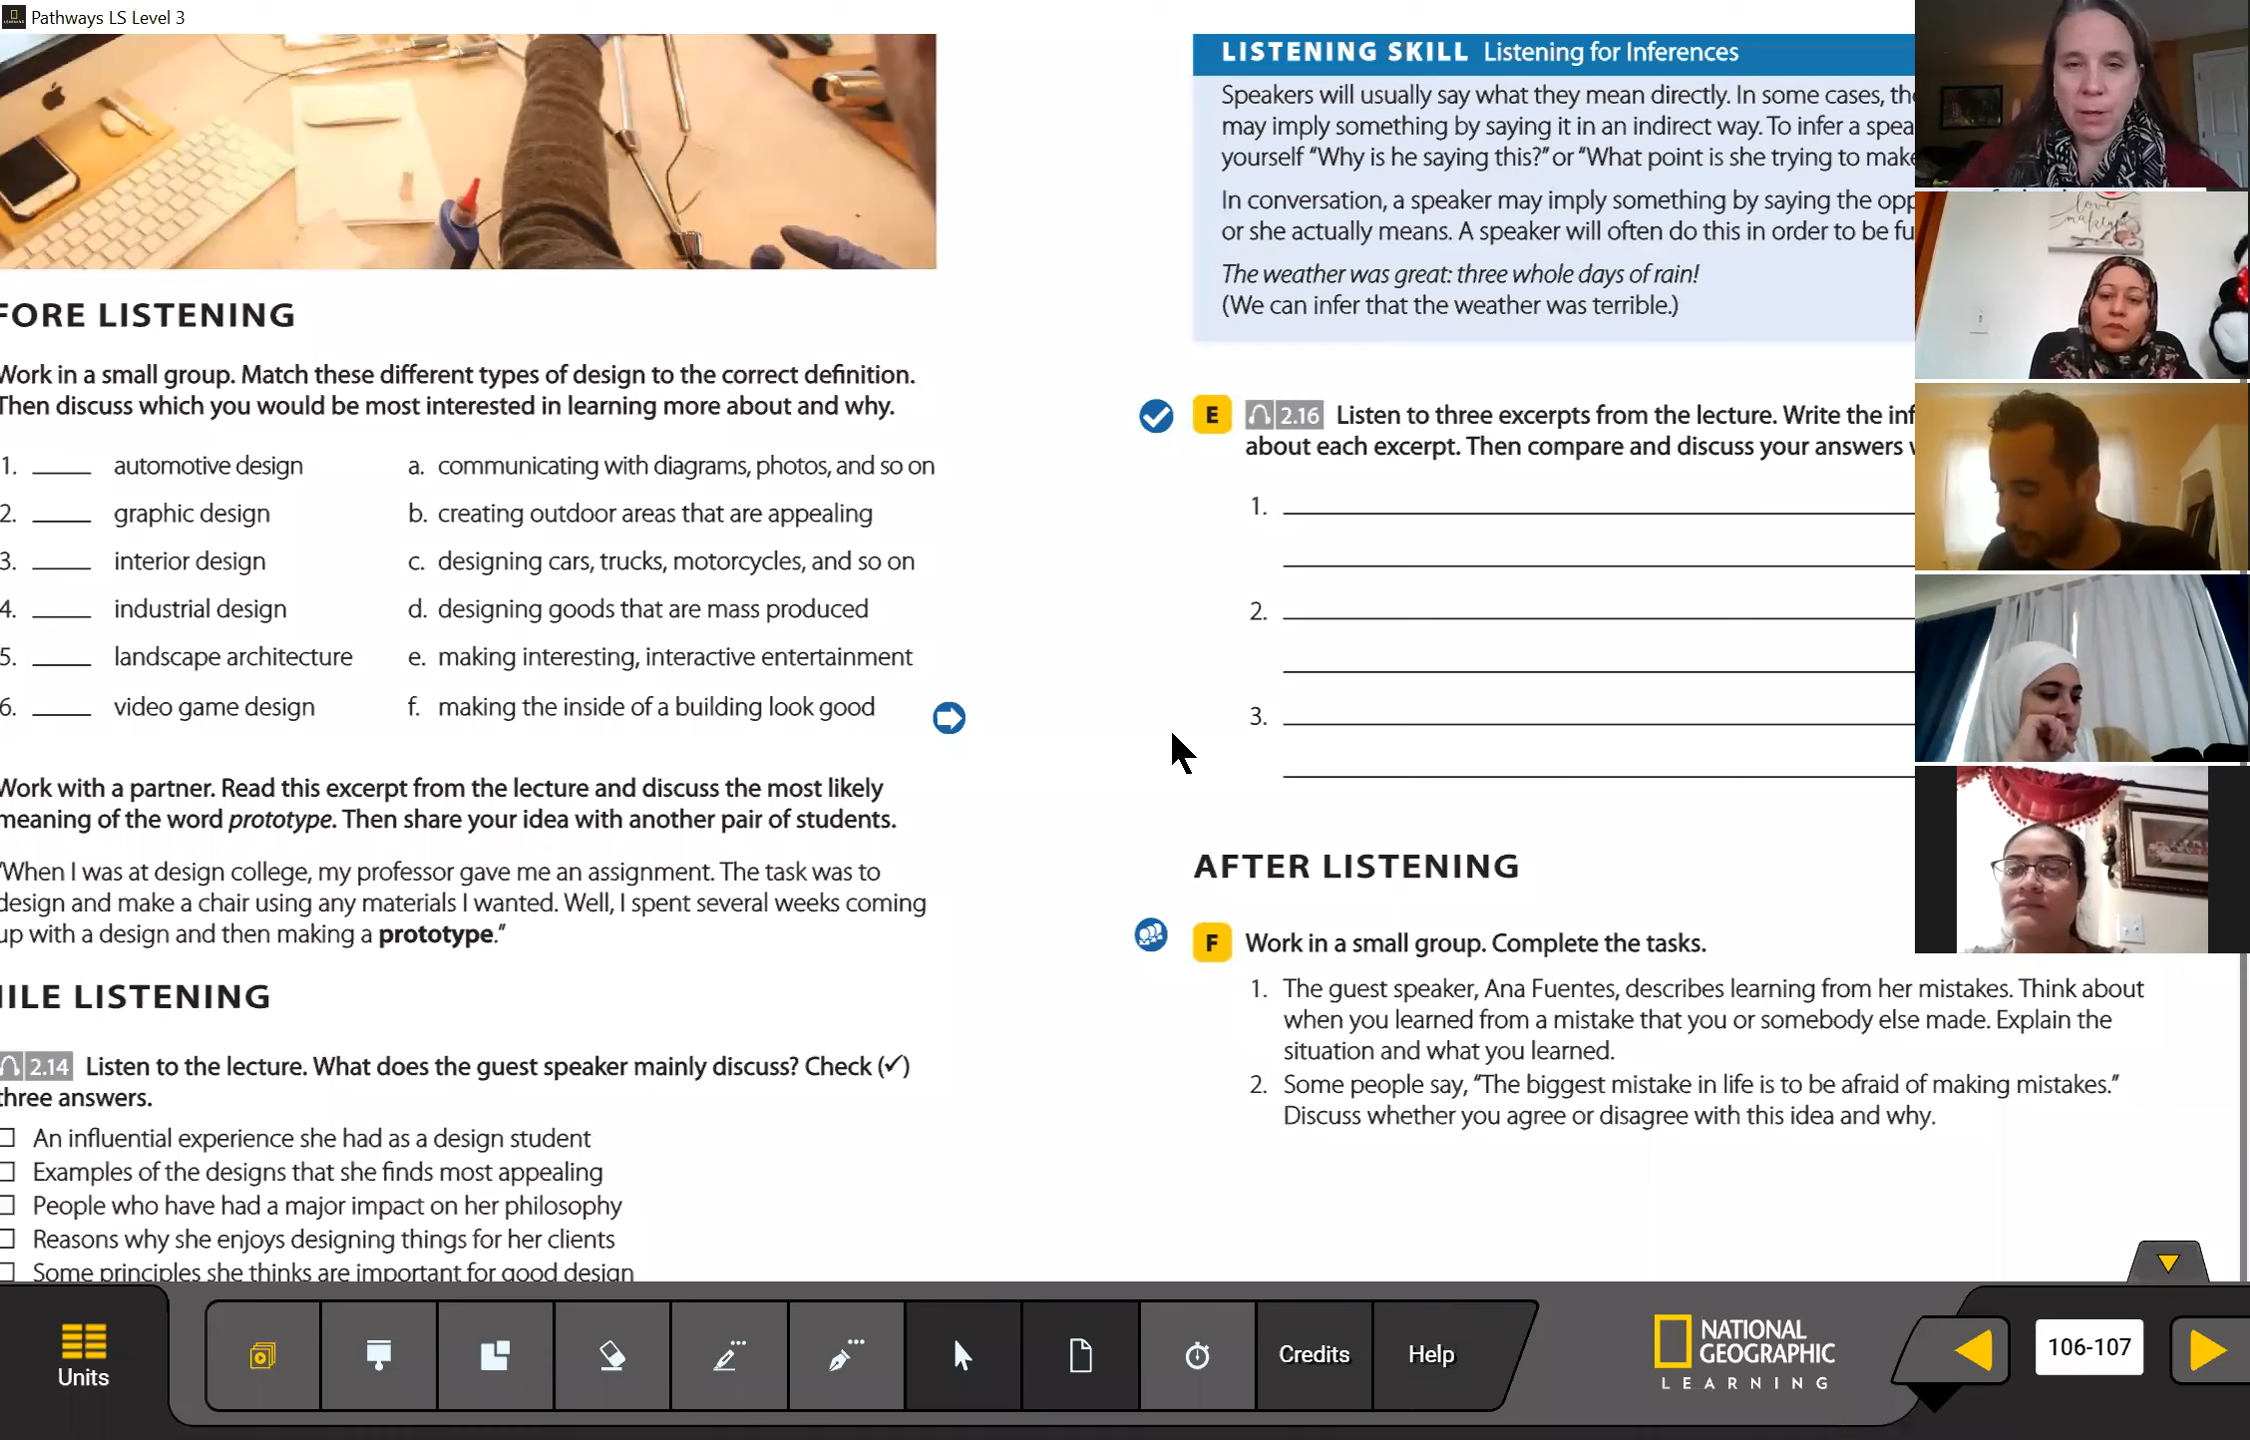 Pathways LS Level 3
FORE LISTENING
Work in a small group. Match these different types of design to the correct definition.
Then discuss which you would be most interested in learning more about and why.
1. _____ automotive design a. communicating with diagrams, photos, and so on
2. _____ graphic design b. creating outdoor areas that are appealing
3. _____ interior design c. designing cars, trucks, motorcycles, and so on
4. _____ industrial design d. designing goods that are mass produced
5. _____ landscape architecture e. making interesting, interactive entertainment
6. _____ video game design f. making the inside of a building look good
Work with a partner. Read this excerpt from the lecture and discuss the most likely
meaning of the word prototype. Then share your idea with another pair of students.
"When I was at design college, my professor gave me an assignment. The task was to
design and make a chair using any materials I wanted. Well, I spent several weeks coming
up with a design and then making a prototype."
HILE LISTENING
2.14 Listen to the lecture. What does the guest speaker mainly discuss? Check (✓)
three answers.
An influential experience she had as a design student
Examples of the designs that she finds most appealing
People who have had a major impact on her philosophy
Reasons why she enjoys designing things for her clients
Some principles she thinks are important for good design
LISTENING SKILL Listening for Inferences
Speakers will usually say what they mean directly. In some cases, the
may imply something by saying it in an indirect way. To infer a spea
yourself "Why is he saying this?" or "What point is she trying to make
In conversation, a speaker may imply something by saying the opp
or she actually means. A speaker will often do this in order to be fu
The weather was great: three whole days of rain!
(We can infer that the weather was terrible.)
E 2.16 Listen to three excerpts from the lecture. Write the inf
about each excerpt. Then compare and discuss your answers
1.
2.
3.
AFTER LISTENING
F Work in a small group. Complete the tasks.
1. The guest speaker, Ana Fuentes, describes learning from her mistakes. Think about
when you learned from a mistake that you or somebody else made. Explain the
situation and what you learned.
2. Some people say, "The biggest mistake in life is to be afraid of making mistakes."
Discuss whether you agree or disagree with this idea and why.
Units
Credits
Help
NATIONAL
GEOGRAPHIC
LEARNING
106-107